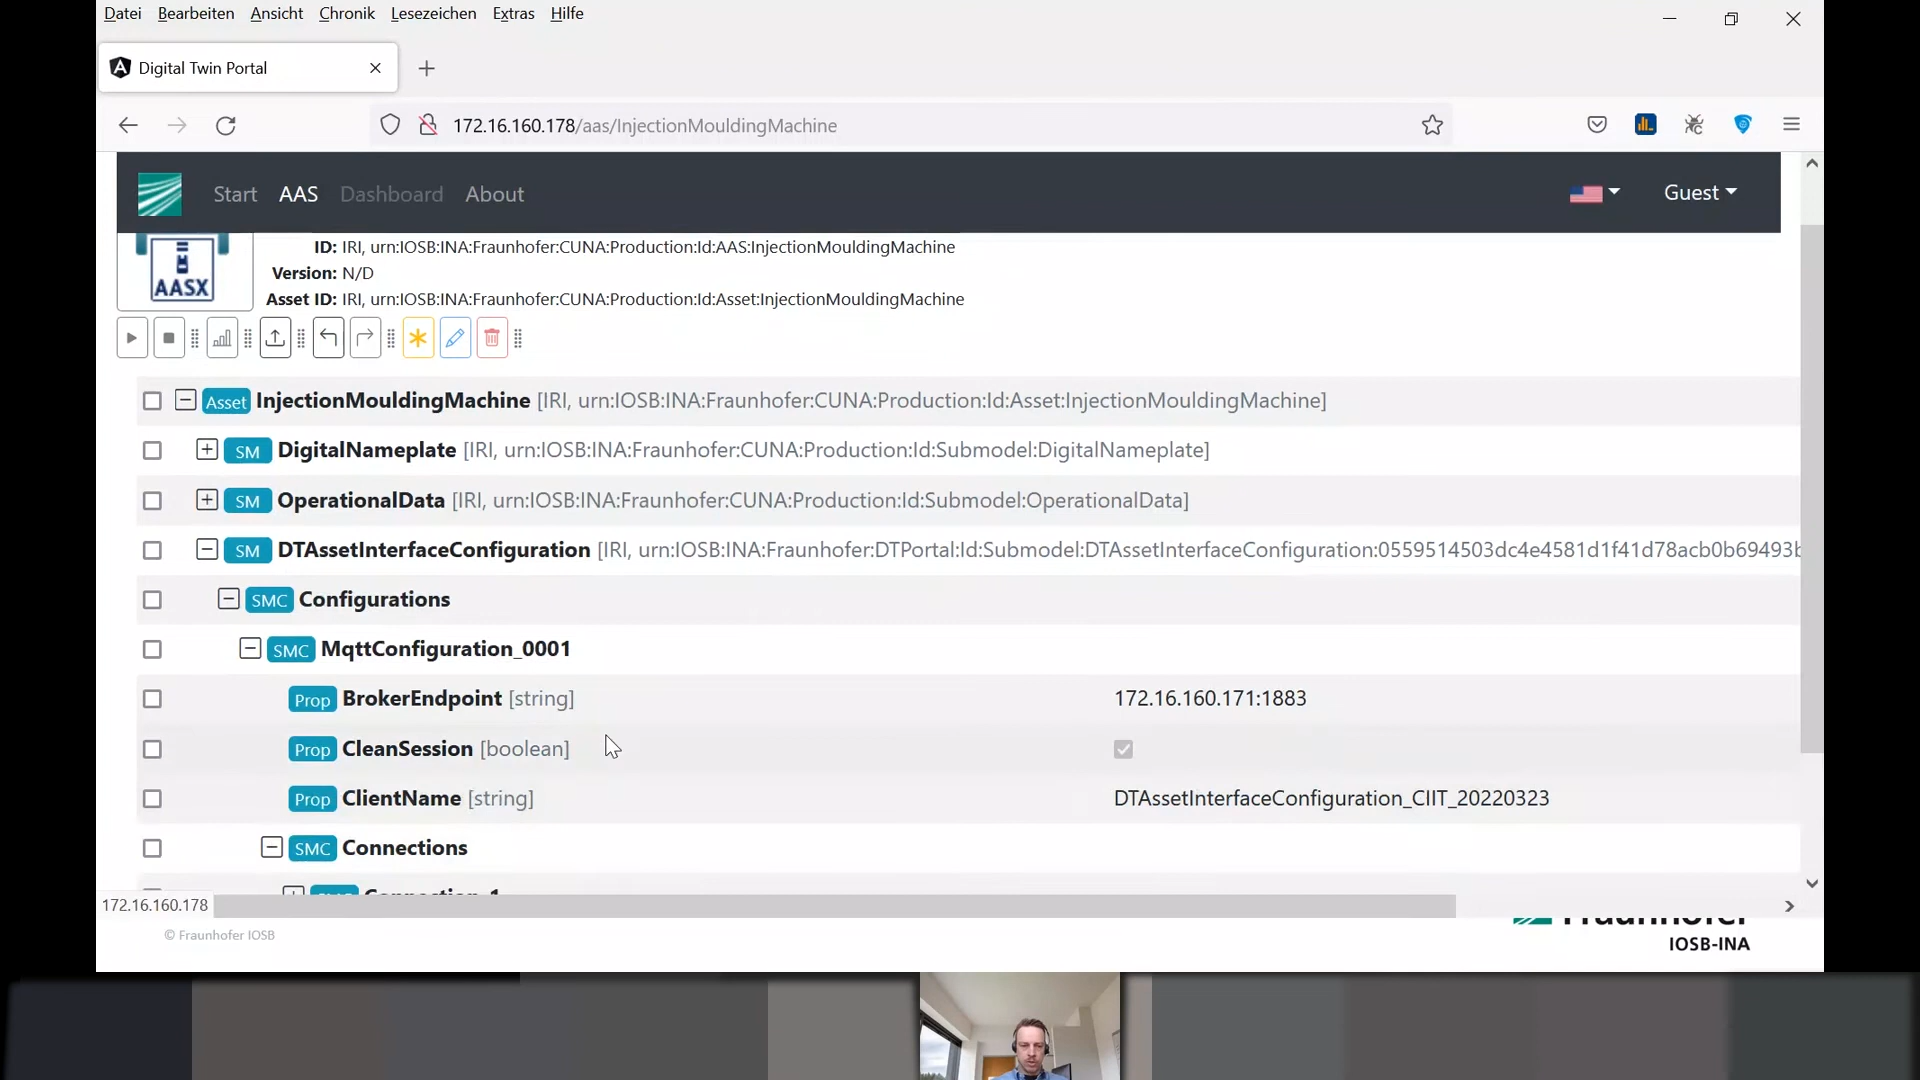 Datei Bearbeiten Ansicht Chronik Lesezeichen Extras Hilfe
Digital Twin Portal
172.16.160.178/aas/InjectionMouldingMachine
Start AAS Dashboard About Guest
ID: IRI, urn:IOSB:INA:Fraunhofer:CUNA:Production:Id:AAS:InjectionMouldingMachine
Version: N/D
AASX
Asset ID: IRI, urn:IOSB:INA:Fraunhofer:CUNA:Production:Id:Asset:InjectionMouldingMachine
Asset InjectionMouldingMachine [IRI, urn:IOSB:INA:Fraunhofer:CUNA:Production:Id:Asset:InjectionMouldingMachine]
SM DigitalNameplate [IRI, urn:IOSB:INA:Fraunhofer:CUNA:Production:Id:Submodel:DigitalNameplate]
SM OperationalData [IRI, urn:IOSB:INA:Fraunhofer:CUNA:Production:Id:Submodel:OperationalData]
SM DTAssetInterfaceConfiguration [IRI, urn:IOSB:INA:Fraunhofer:DTPortal:Id:Submodel:DTAssetInterfaceConfiguration:0559514503dc4e4581d1f41d78acb0b69493b
SMC Configurations
SMC MqttConfiguration_0001
Prop BrokerEndpoint [string] 172.16.160.171:1883
Prop CleanSession [boolean]
Prop ClientName [string] DTAssetInterfaceConfiguration_CIIT_20220323
SMC Connections
172.16.160.178
© Fraunhofer IOSB
Fraunhofer
IOSB-INA